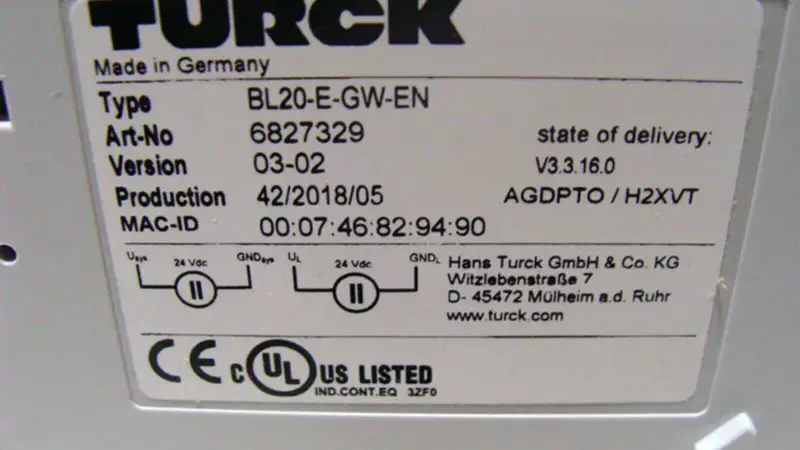 TURCK
Made in Germany
Type BL20-E-GW-EN
Art-No 6827329 state of delivery:
Version 03-02 V3.3.16.0
Production 42/2018/05 AGDPTO / H2XVT
MAC-ID 00:07:46:82:94:90
Usys 24 Vdc GNDsys UL 24 Vdc GNDL
Hans Turck GmbH & Co. KG
Witzlebenstraße 7
D- 45472 Mülheim a.d. Ruhr
www.turck.com
CE c UL US LISTED
IND.CONT.EQ 3ZF0